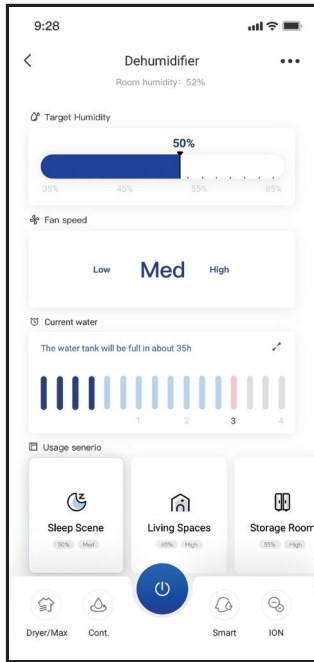 9:28
Dehumidifier
Room humidity: 52%
Target Humidity
50%
35% 45% 55% 85%
Fan speed
Low Med High
Current water
The water tank will be full in about 35h
1 2 3 4
Usage senerio
Sleep Scene Living Spaces Storage Room
50% Med 60% High 55% High
Dryer/Max Cont. Smart ION